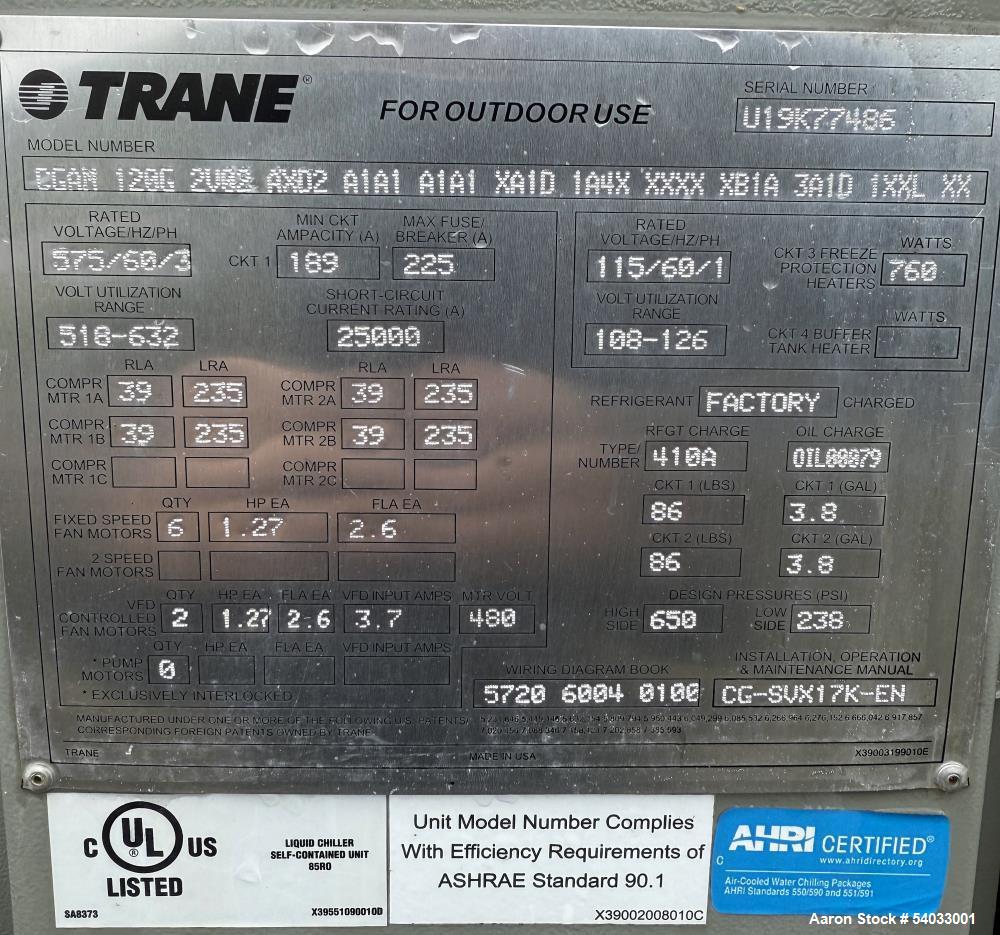 TRANE®
FOR OUTDOOR USE
SERIAL NUMBER
U19K77486
MODEL NUMBER
CGAM 120G 2V02 AXD2 A1A1 A1A1 XA1D 1A4X XXXX XB1A 3A1D 1XXL XX
RATED VOLTAGE/HZ/PH
575/60/3
CKT 1
MIN CKT AMPACITY (A)
189
MAX FUSE/ BREAKER (A)
225
VOLT UTILIZATION RANGE
518-632
SHORT-CIRCUIT CURRENT RATING (A)
25000
RLA LRA RLA LRA
COMPR MTR 1A 39 235 COMPR MTR 2A 39 235
COMPR MTR 1B 39 235 COMPR MTR 2B 39 235
COMPR MTR 1C COMPR MTR 2C
QTY HP EA FLA EA
FIXED SPEED FAN MOTORS 6 1.27 2.6
2 SPEED FAN MOTORS
QTY HP EA FLA EA VFD INPUT AMPS MTR VOLT
VFD CONTROLLED FAN MOTORS 2 1.27 2.6 3.7 480
QTY HP EA FLA EA VFD INPUT AMPS
* PUMP MOTORS 0
* EXCLUSIVELY INTERLOCKED
RATED VOLTAGE/HZ/PH
115/60/1
CKT 3 FREEZE PROTECTION HEATERS
WATTS
760
VOLT UTILIZATION RANGE
108-126
CKT 4 BUFFER TANK HEATER
WATTS
REFRIGERANT FACTORY CHARGED
RFGT CHARGE OIL CHARGE
TYPE/ NUMBER 410A OIL00079
CKT 1 (LBS) CKT 1 (GAL)
86 3.8
CKT 2 (LBS) CKT 2 (GAL)
86 3.8
DESIGN PRESSURES (PSI)
HIGH SIDE 650 LOW SIDE 238
WIRING DIAGRAM BOOK
5720 6004 0100
INSTALLATION, OPERATION & MAINTENANCE MANUAL
CG-SVX17K-EN
MANUFACTURED UNDER ONE OR MORE OF THE FOLLOWING U.S. PATENTS/
CORRESPONDING FOREIGN PATENTS OWNED BY TRANE
TRANE
MADE IN USA
X39003199010E
C UL® US
LISTED
LIQUID CHILLER
SELF-CONTAINED UNIT
85R0
SA8373
X39551090010D
Unit Model Number Complies
With Efficiency Requirements of
ASHRAE Standard 90.1
X39002008010C
AHRI CERTIFIED®
www.ahridirectory.org
C
Air-Cooled Water Chilling Packages
AHRI Standards 550/590 and 551/591
Aaron Stock # 54033001